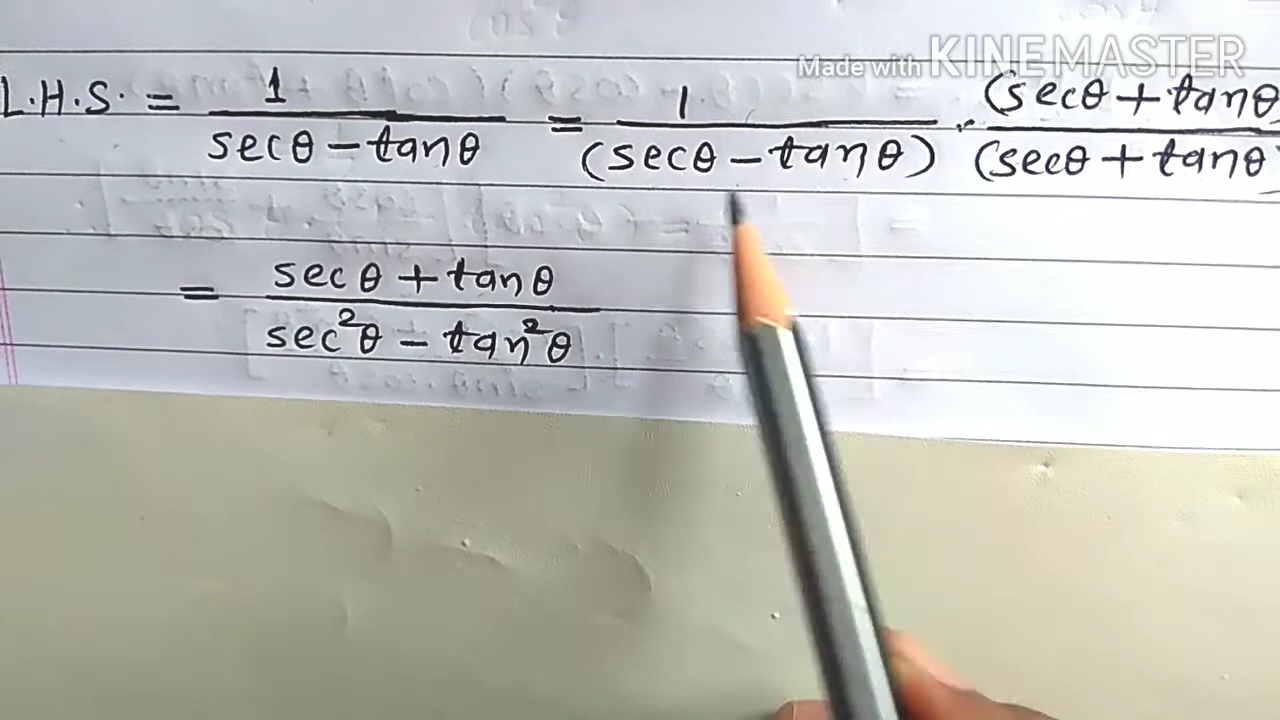 Made with KINEMASTER
L.H.S. = 1 / secθ - tanθ = 1 / (secθ - tanθ) . (secθ + tanθ / (secθ + tanθ)
= secθ + tanθ / sec²θ - tan²θ